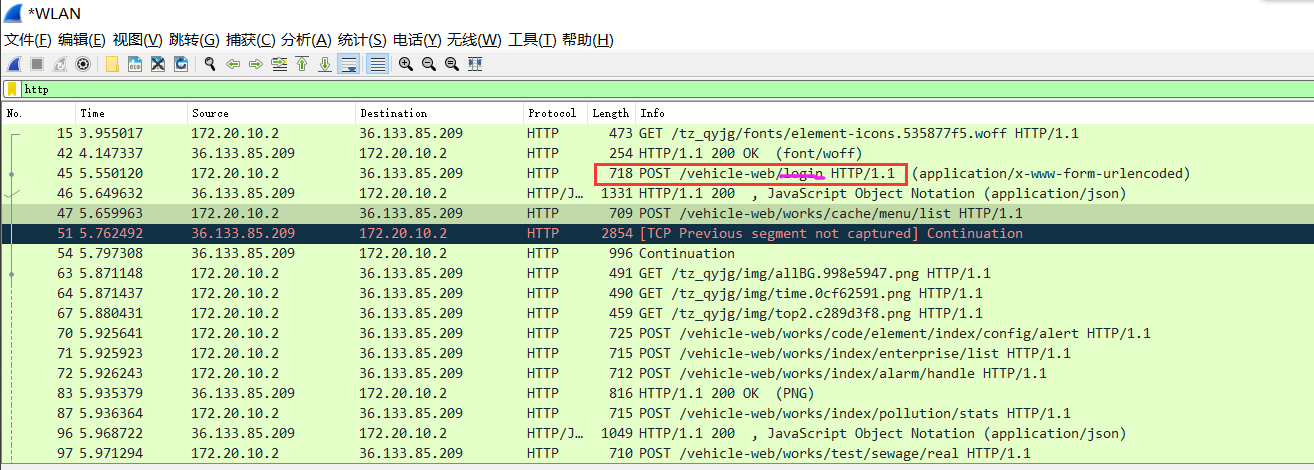 *WLAN
文件(F) 编辑(E) 视图(V) 跳转(G) 捕获(C) 分析(A) 统计(S) 电话(Y) 无线(W) 工具(T) 帮助(H)
http
No. Time Source Destination Protocol Length Info
15 3.955017 172.20.10.2 36.133.85.209 HTTP 473 GET /tz_qyjg/fonts/element-icons.535877f5.woff HTTP/1.1
42 4.147337 36.133.85.209 172.20.10.2 HTTP 254 HTTP/1.1 200 OK (font/woff)
45 5.550120 172.20.10.2 36.133.85.209 HTTP 718 POST /vehicle-web/login HTTP/1.1 (application/x-www-form-urlencoded)
46 5.649632 36.133.85.209 172.20.10.2 HTTP/J… 1331 HTTP/1.1 200 , JavaScript Object Notation (application/json)
47 5.659963 172.20.10.2 36.133.85.209 HTTP 709 POST /vehicle-web/works/cache/menu/list HTTP/1.1
51 5.762492 36.133.85.209 172.20.10.2 HTTP 2854 [TCP Previous segment not captured] Continuation
54 5.797308 36.133.85.209 172.20.10.2 HTTP 996 Continuation
63 5.871148 172.20.10.2 36.133.85.209 HTTP 491 GET /tz_qyjg/img/allBG.998e5947.png HTTP/1.1
64 5.871437 172.20.10.2 36.133.85.209 HTTP 490 GET /tz_qyjg/img/time.0cf62591.png HTTP/1.1
67 5.880431 172.20.10.2 36.133.85.209 HTTP 459 GET /tz_qyjg/img/top2.c289d3f8.png HTTP/1.1
70 5.925641 172.20.10.2 36.133.85.209 HTTP 725 POST /vehicle-web/works/code/element/index/config/alert HTTP/1.1
71 5.925923 172.20.10.2 36.133.85.209 HTTP 715 POST /vehicle-web/works/index/enterprise/list HTTP/1.1
72 5.926243 172.20.10.2 36.133.85.209 HTTP 712 POST /vehicle-web/works/index/alarm/handle HTTP/1.1
83 5.935379 36.133.85.209 172.20.10.2 HTTP 816 HTTP/1.1 200 OK (PNG)
87 5.936364 172.20.10.2 36.133.85.209 HTTP 715 POST /vehicle-web/works/index/pollution/stats HTTP/1.1
96 5.968722 36.133.85.209 172.20.10.2 HTTP/J… 1049 HTTP/1.1 200 , JavaScript Object Notation (application/json)
97 5.971294 172.20.10.2 36.133.85.209 HTTP 710 POST /vehicle-web/works/test/sewage/real HTTP/1.1